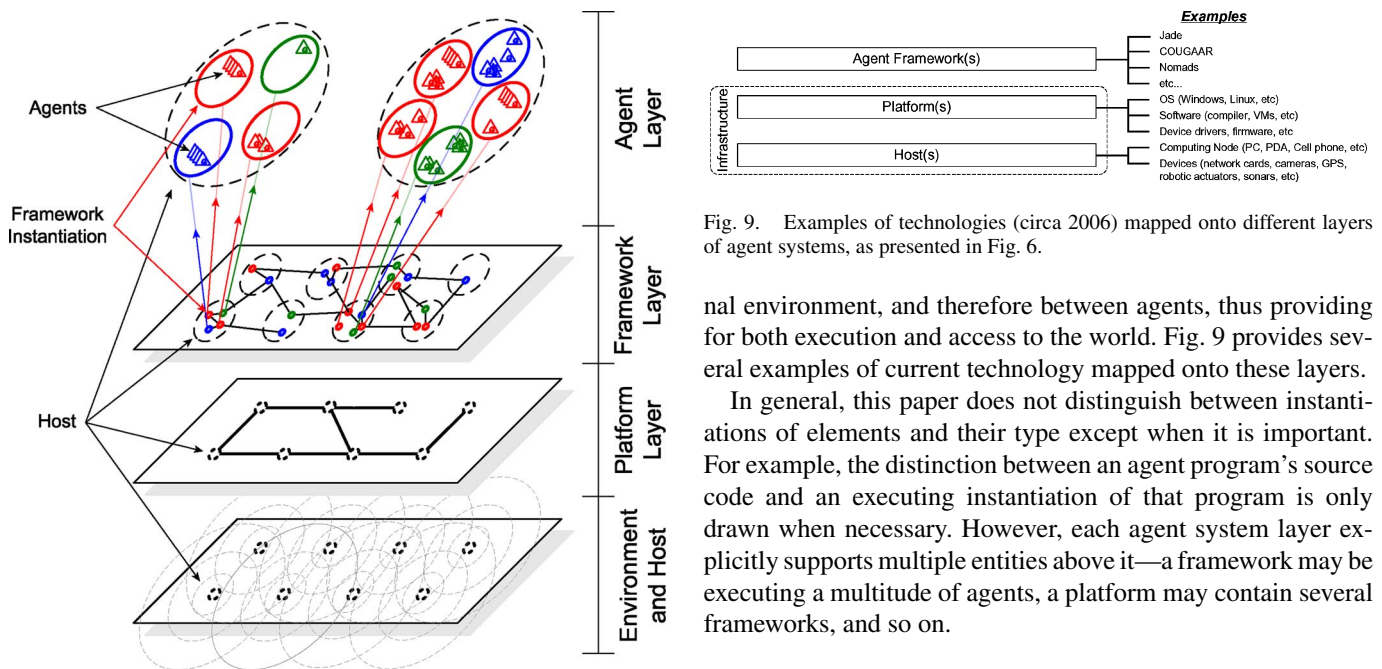 Agents
Framework
Instantiation
Host
Agent
Layer
Framework
Layer
Platform
Layer
Environment
and Host
Examples
Agent Framework(s)
Jade
COUGAAR
Nomads
etc...
Infrastructure
Platform(s)
OS (Windows, Linux, etc)
Software (compiler, VMs, etc)
Device drivers, firmware, etc
Host(s)
Computing Node (PC, PDA, Cell phone, etc)
Devices (network cards, cameras, GPS,
robotic actuators, sonars, etc)
Fig. 9. Examples of technologies (circa 2006) mapped onto different layers
of agent systems, as presented in Fig. 6.
nal environment, and therefore between agents, thus providing
for both execution and access to the world. Fig. 9 provides sev-
eral examples of current technology mapped onto these layers.
In general, this paper does not distinguish between instanti-
ations of elements and their type except when it is important.
For example, the distinction between an agent program's source
code and an executing instantiation of that program is only
drawn when necessary. However, each agent system layer ex-
plicitly supports multiple entities above it—a framework may be
executing a multitude of agents, a platform may contain several
frameworks, and so on.